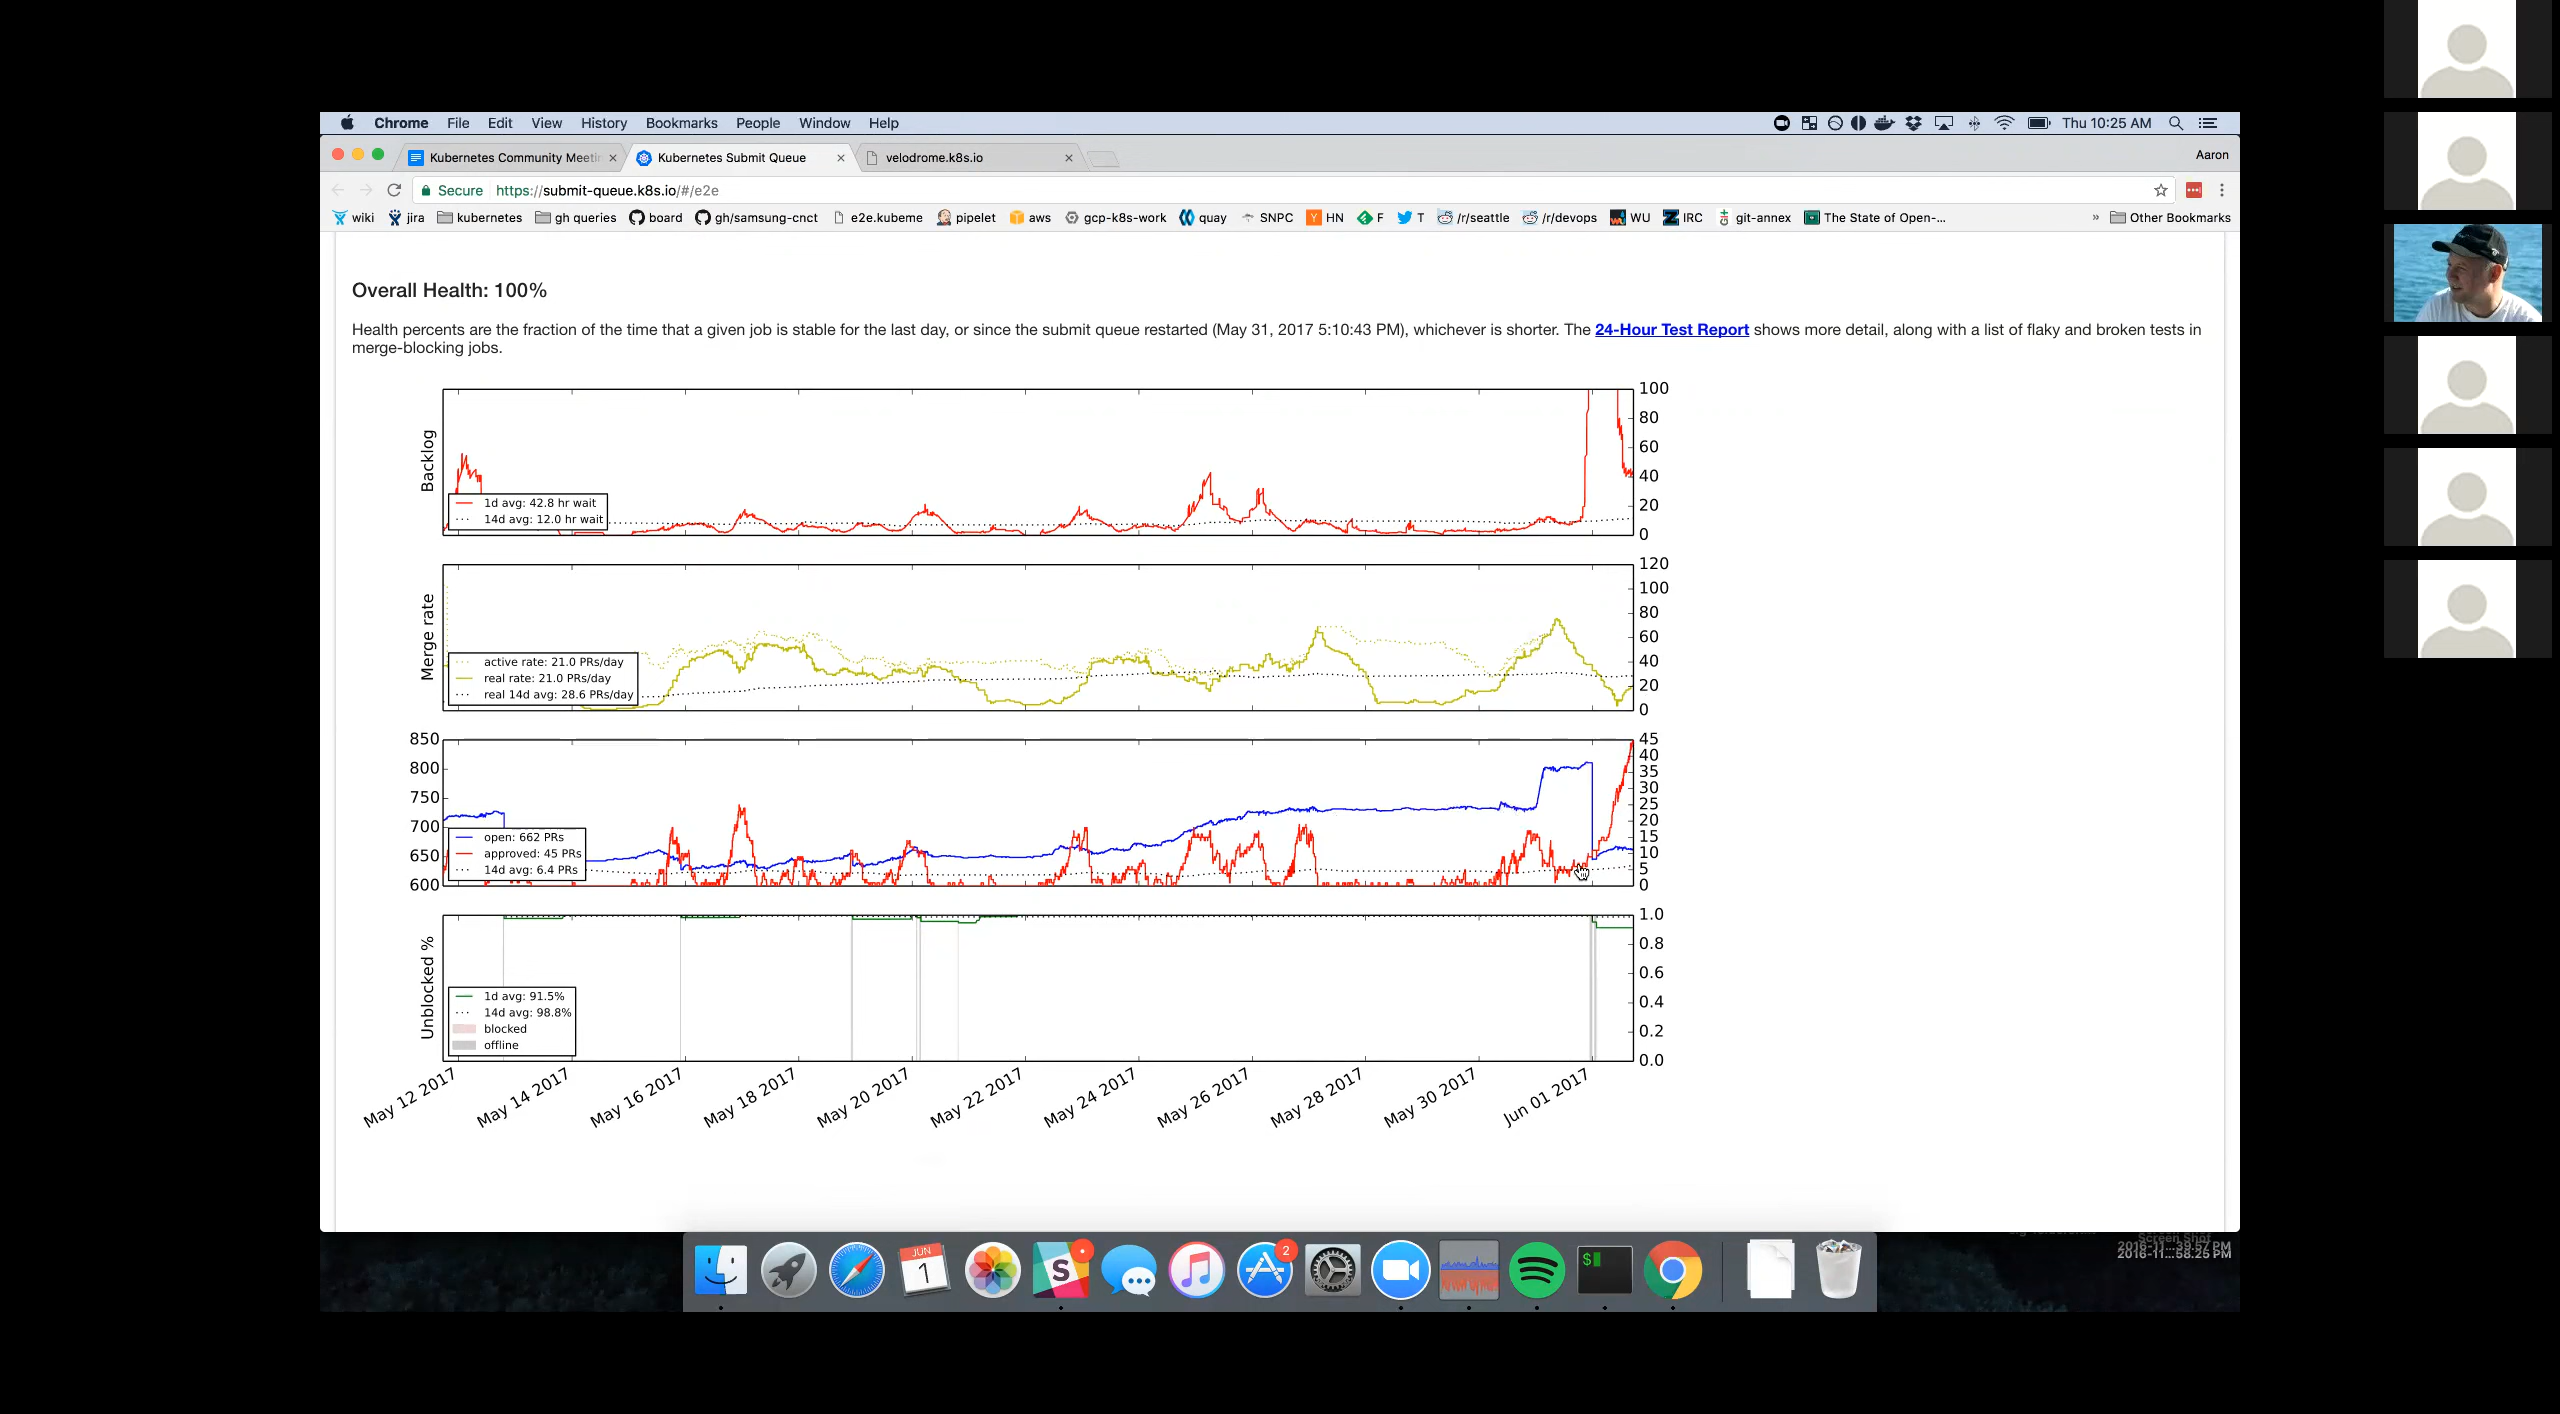 Chrome File Edit View History Bookmarks People Window Help Thu 10:25 AM
Kubernetes Community Meetin Kubernetes Submit Queue velodrome.k8s.io Aaron
Secure https://submit-queue.k8s.io/#/e2e
wiki jira kubernetes gh queries board gh/samsung-cnct e2e.kubeme pipelet aws gcp-k8s-work quay SNPC HN F T /r/seattle /r/devops WU IRC git-annex The State of Open-... » Other Bookmarks
Overall Health: 100%
Health percents are the fraction of the time that a given job is stable for the last day, or since the submit queue restarted (May 31, 2017 5:10:43 PM), whichever is shorter. The 24-Hour Test Report shows more detail, along with a list of flaky and broken tests in
merge-blocking jobs.
Backlog
1d avg: 42.8 hr wait
14d avg: 12.0 hr wait
100
80
60
40
20
0
Merge rate
active rate: 21.0 PRs/day
real rate: 21.0 PRs/day
real 14d avg: 28.6 PRs/day
120
100
80
60
40
20
0
850
800
750
700
650
600
open: 662 PRs
approved: 45 PRs
14d avg: 6.4 PRs
45
40
35
30
25
20
15
10
5
0
Unblocked %
1d avg: 91.5%
14d avg: 98.8%
blocked
offline
1.0
0.8
0.6
0.4
0.2
0.0
May 12 2017 May 14 2017 May 16 2017 May 18 2017 May 20 2017 May 22 2017 May 24 2017 May 26 2017 May 28 2017 May 30 2017 Jun 01 2017
Screen Shot
JUN
1
S
2
$